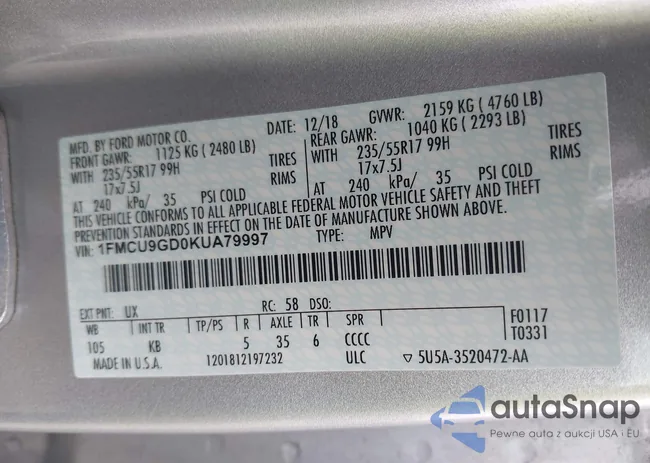 MFD. BY FORD MOTOR CO. DATE: 12/18 GVWR: 2159 KG ( 4760 LB)
FRONT GAWR: 1125 KG ( 2480 LB) REAR GAWR: 1040 KG ( 2293 LB)
WITH 235/55R17 99H TIRES WITH 235/55R17 99H TIRES
17x7.5J RIMS 17x7.5J RIMS
AT 240 kPa/ 35 PSI COLD AT 240 kPa/ 35 PSI COLD
THIS VEHICLE CONFORMS TO ALL APPLICABLE FEDERAL MOTOR VEHICLE SAFETY AND THEFT
PREVENTION STANDARDS IN EFFECT ON THE DATE OF MANUFACTURE SHOWN ABOVE.
VIN: 1FMCU9GD0KUA79997 TYPE: MPV
EXT PNT: UX RC: 58 DSO: F0117
WB INT TR TP/PS R AXLE TR SPR T0331
105 KB 5 35 6 CCCC
MADE IN U.S.A. 1201812197232 ULC ▽ 5U5A-3520472-AA
autaSnap
Pewne auta z aukcji USA i EU